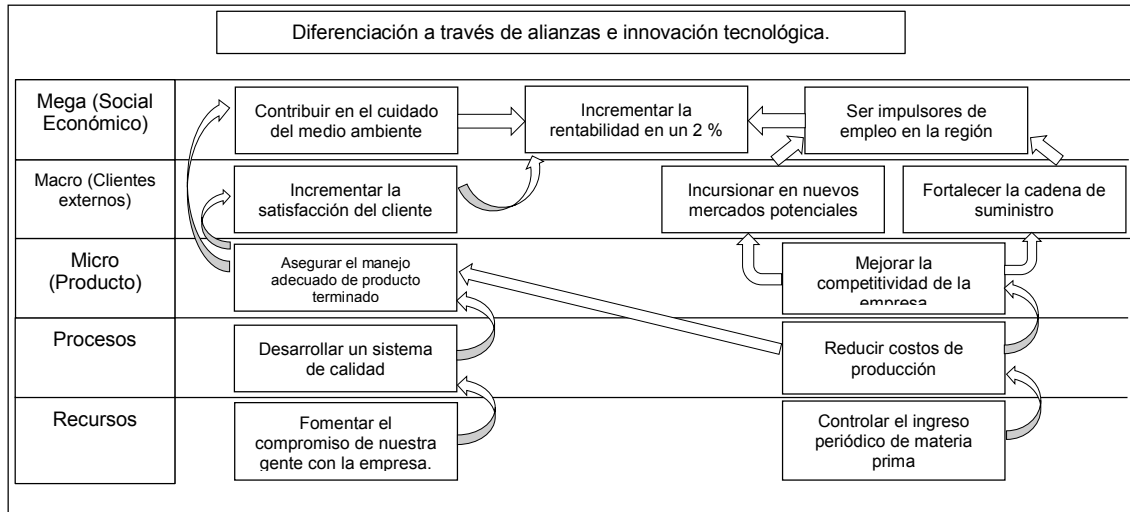 Diferenciación a través de alianzas e innovación tecnológica.
Mega (Social
Económico)
Contribuir en el cuidado
del medio ambiente
Incrementar la
rentabilidad en un 2 %
Ser impulsores de
empleo en la región
Macro (Clientes
externos)
Incrementar la
satisfacción del cliente
Incursionar en nuevos
mercados potenciales
Fortalecer la cadena de
suministro
Micro
(Producto)
Asegurar el manejo
adecuado de producto
terminado
Mejorar la
competitividad de la
empresa
Procesos
Desarrollar un sistema
de calidad
Reducir costos de
producción
Recursos
Fomentar el
compromiso de nuestra
gente con la empresa.
Controlar el ingreso
periódico de materia
prima